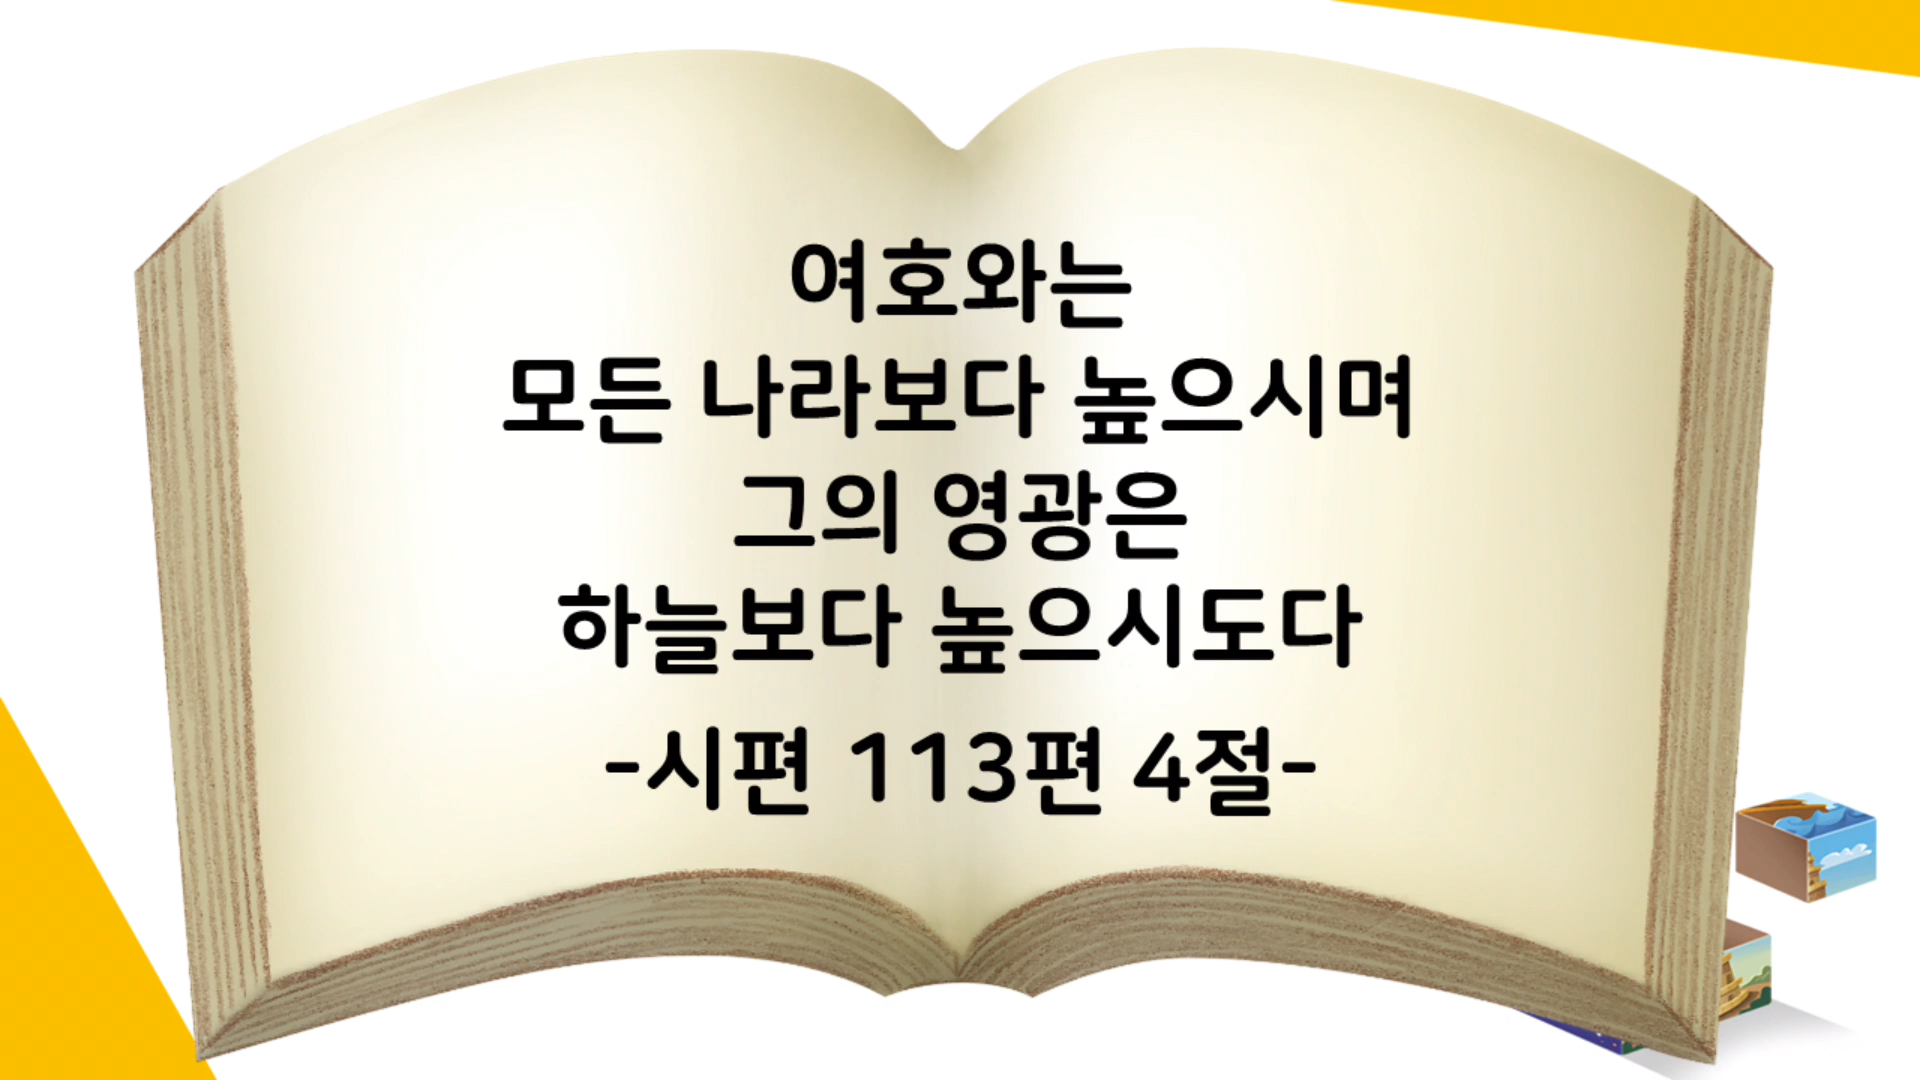 여호와는
모든 나라보다 높으시며
그의 영광은
하늘보다 높으시도다
-시편 113편 4절-